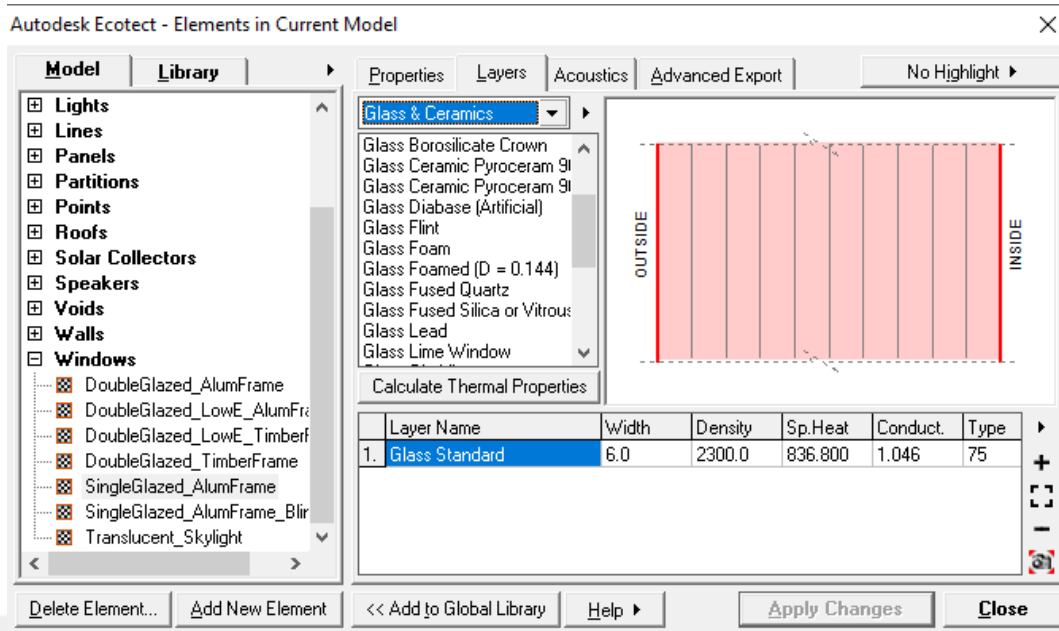 Autodesk Ecotect - Elements in Current Model
Model
Library
Lights
Lines
Panels
Partitions
Points
Roofs
Solar Collectors
Speakers
Voids
Walls
Windows
DoubleGlazed_AlumFrame
DoubleGlazed_LowE_AlumFra
DoubleGlazed_LowE_TimberF
DoubleGlazed_TimberFrame
SingleGlazed_AlumFrame
SingleGlazed_AlumFrame_Blin
Translucent_Skylight
Properties Layers Acoustics Advanced Export No Highlight
Glass & Ceramics
Glass Borosilicate Crown
Glass Ceramic Pyroceram 96
Glass Ceramic Pyroceram 96
Glass Diabase (Artificial)
Glass Flint
Glass Foam
Glass Foamed (D = 0.144)
Glass Fused Quartz
Glass Fused Silica or Vitrous
Glass Lead
Glass Lime Window
Calculate Thermal Properties
OUTSIDE
INSIDE
Layer Name Width Density Sp.Heat Conduct. Type
1. Glass Standard 6.0 2300.0 836.800 1.046 75
Delete Element... Add New Element << Add to Global Library Help Apply Changes Close